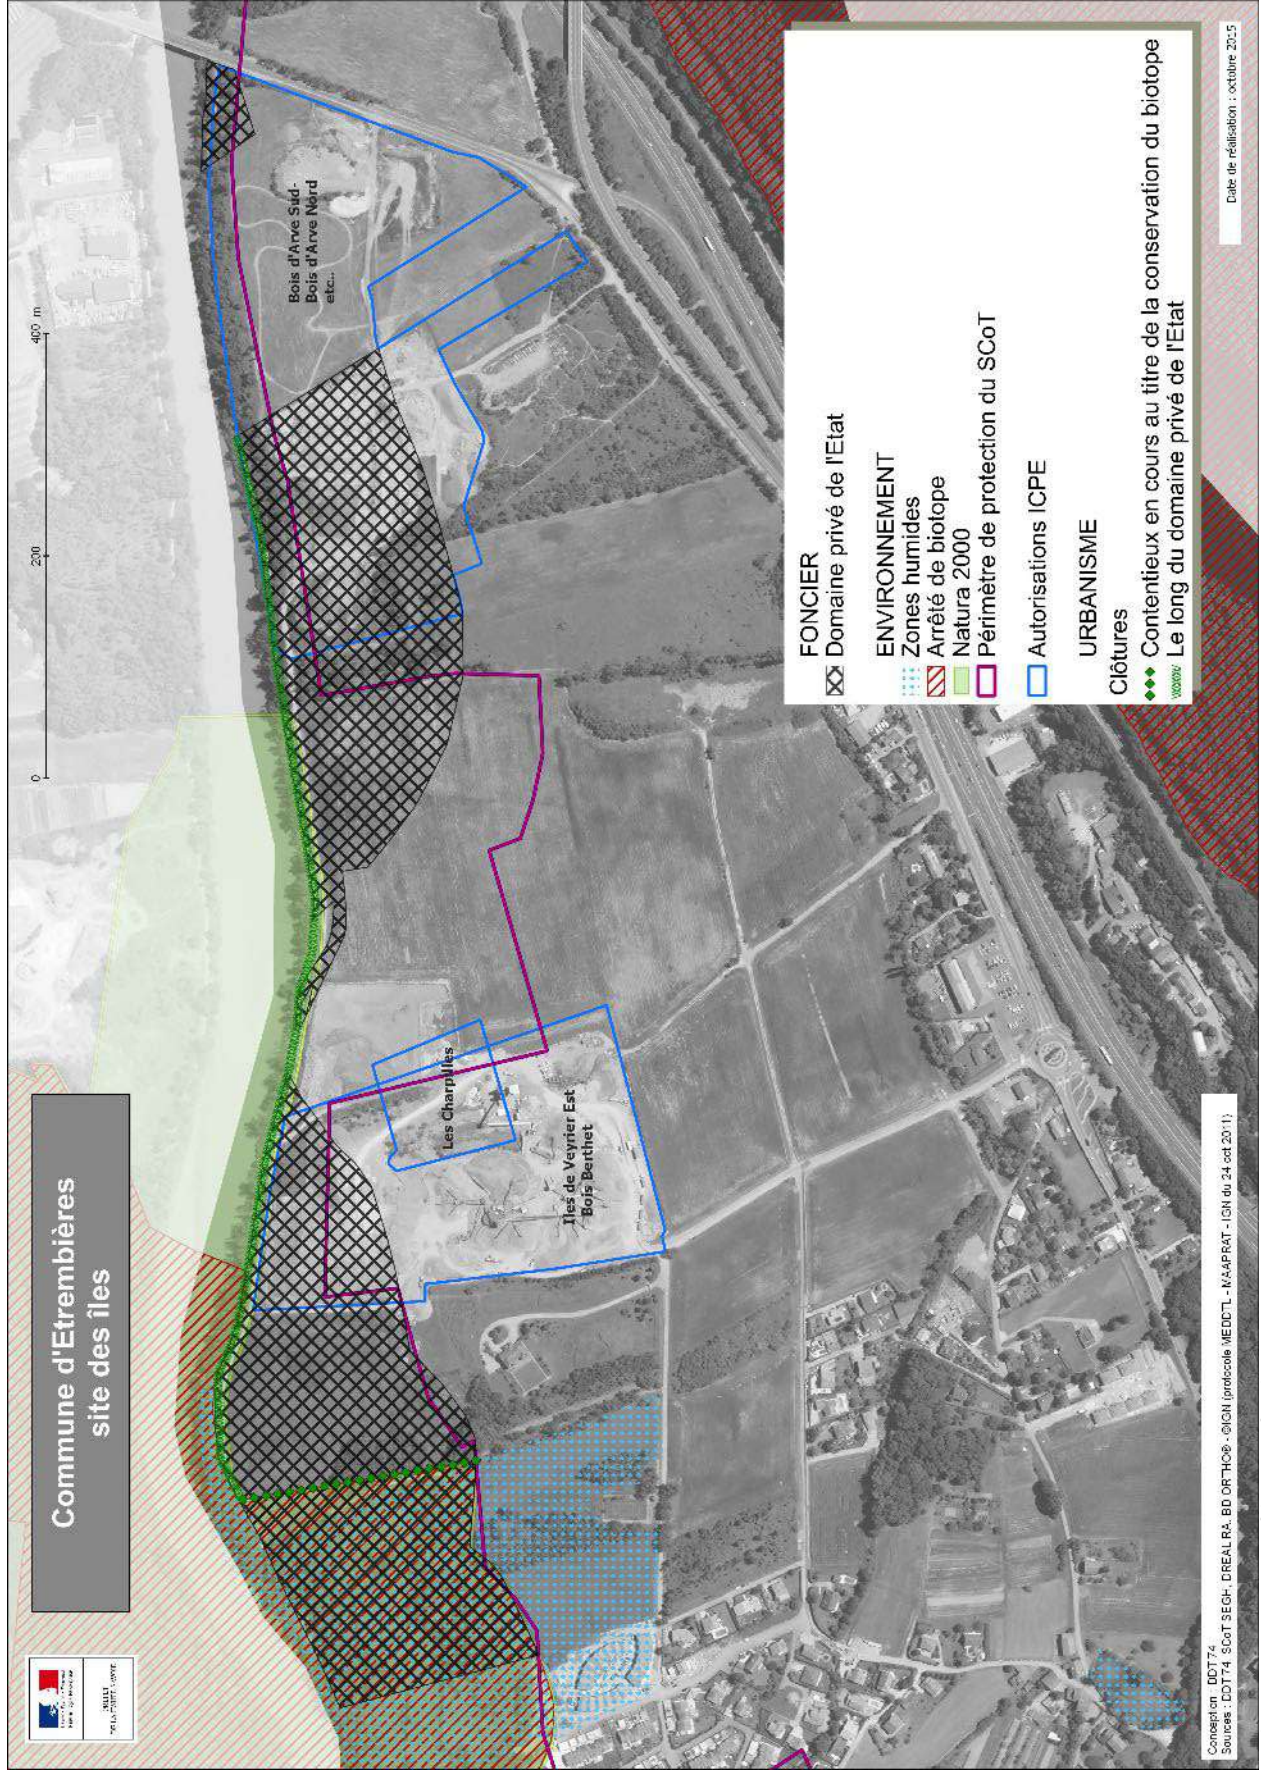 Commune d'Etrembières
site des îles
0 200 400 m
Bois d'Arve Sud-
Bois d'Arve Nord
etc..
Les Charpilles
Iles de Veyrier Est
Bois Berthet
FONCIER
Domaine privé de l'Etat
ENVIRONNEMENT
Zones humides
Arrêté de biotope
Natura 2000
Périmètre de protection du SCoT
Autorisations ICPE
URBANISME
Clôtures
Contentieux en cours au titre de la conservation du biotope
Le long du domaine privé de l'Etat
Conception : DDT74
Sources : DDT74, SCoT SEGH, DREAL RA, BD ORTHO® - ©IGN (protocole MEDDTL - MAAPRAT - IGN du 24 oct 2011)
Date de réalisation : octobre 2015